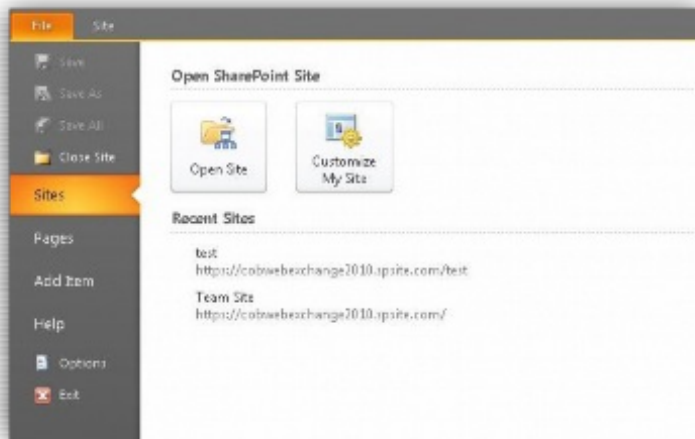 File Site
Save
Save As
Save All
Close Site
Sites
Pages
Add Item
Help
Options
Exit
Open SharePoint Site
Open Site
Customize
My Site
Recent Sites
test
https://cobwebexchange2010.spsite.com/test
Team Site
https://cobwebexchange2010.spsite.com/